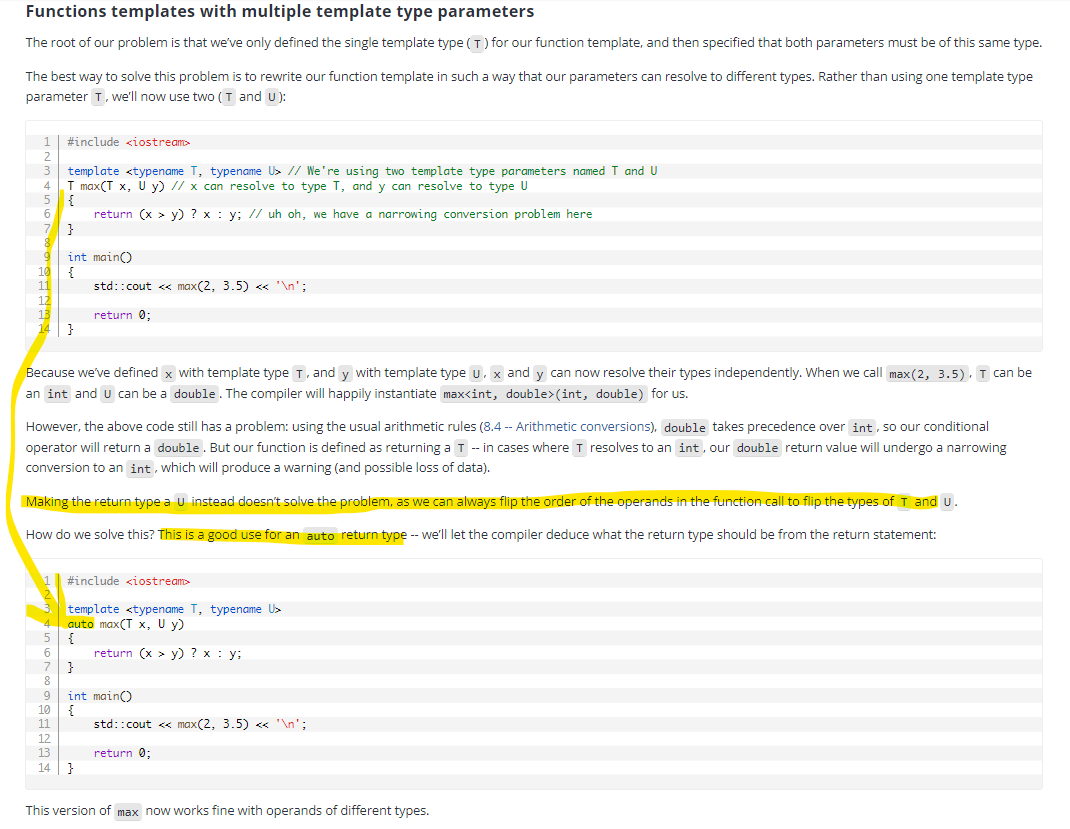 Functions templates with multiple template type parameters
The root of our problem is that we've only defined the single template type ( T ) for our function template, and then specified that both parameters must be of this same type.
The best way to solve this problem is to rewrite our function template in such a way that our parameters can resolve to different types. Rather than using one template type
parameter T , we'll now use two ( T and U ):
1 #include <iostream>
2
3 template <typename T, typename U> // We're using two template type parameters named T and U
4 T max(T x, U y) // x can resolve to type T, and y can resolve to type U
5 {
6     return (x > y) ? x : y; // uh oh, we have a narrowing conversion problem here
7 }
8
9 int main()
10 {
11     std::cout << max(2, 3.5) << '\n';
12
13     return 0;
14 }
Because we've defined x with template type T , and y with template type U , x and y can now resolve their types independently. When we call max(2, 3.5) , T can be
an int and U can be a double . The compiler will happily instantiate max<int, double>(int, double) for us.
However, the above code still has a problem: using the usual arithmetic rules (8.4 -- Arithmetic conversions), double takes precedence over int , so our conditional
operator will return a double . But our function is defined as returning a T -- in cases where T resolves to an int , our double return value will undergo a narrowing
conversion to an int , which will produce a warning (and possible loss of data).
Making the return type a U instead doesn't solve the problem, as we can always flip the order of the operands in the function call to flip the types of T and U .
How do we solve this? This is a good use for an auto return type -- we'll let the compiler deduce what the return type should be from the return statement:
1 #include <iostream>
2
3 template <typename T, typename U>
4 auto max(T x, U y)
5 {
6     return (x > y) ? x : y;
7 }
8
9 int main()
10 {
11     std::cout << max(2, 3.5) << '\n';
12
13     return 0;
14 }
This version of max now works fine with operands of different types.